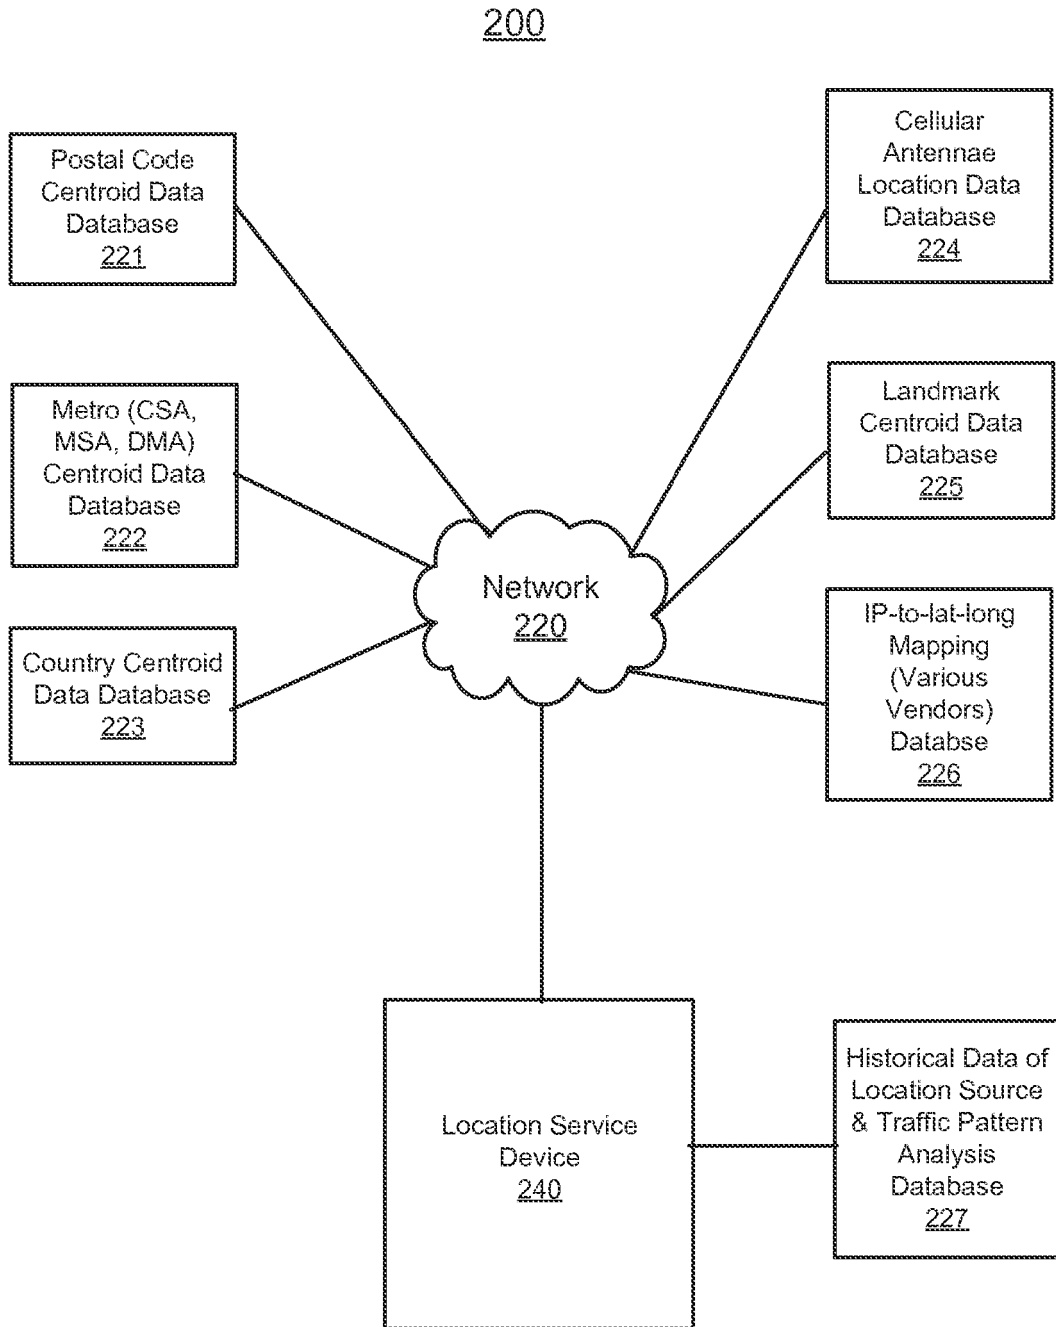 200
Postal Code
Centroid Data
Database
221
Cellular
Antennae
Location Data
Database
224
Metro (CSA,
MSA, DMA)
Centroid Data
Database
222
Landmark
Centroid Data
Database
225
Network
220
Country Centroid
Data Database
223
IP-to-lat-long
Mapping
(Various
Vendors)
Databse
226
Location Service
Device
240
Historical Data of
Location Source
& Traffic Pattern
Analysis
Database
227